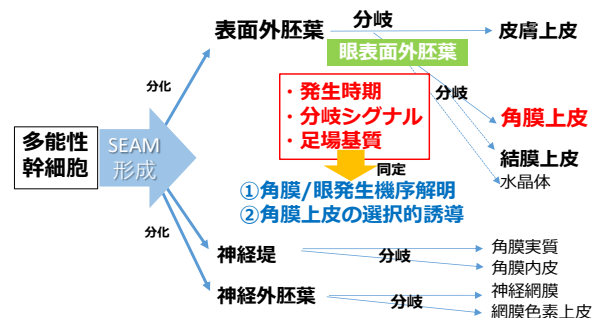 表面外胚葉
分岐
皮膚上皮
眼表面外胚葉
分化
・発生時期
・分岐シグナル
・足場基質
分岐
角膜上皮
多能性
幹細胞
SEAM
形成
結膜上皮
水晶体
同定
①角膜/眼発生機序解明
②角膜上皮の選択的誘導
分化
神経堤
分岐
角膜実質
角膜内皮
神経外胚葉
分岐
神経網膜
網膜色素上皮